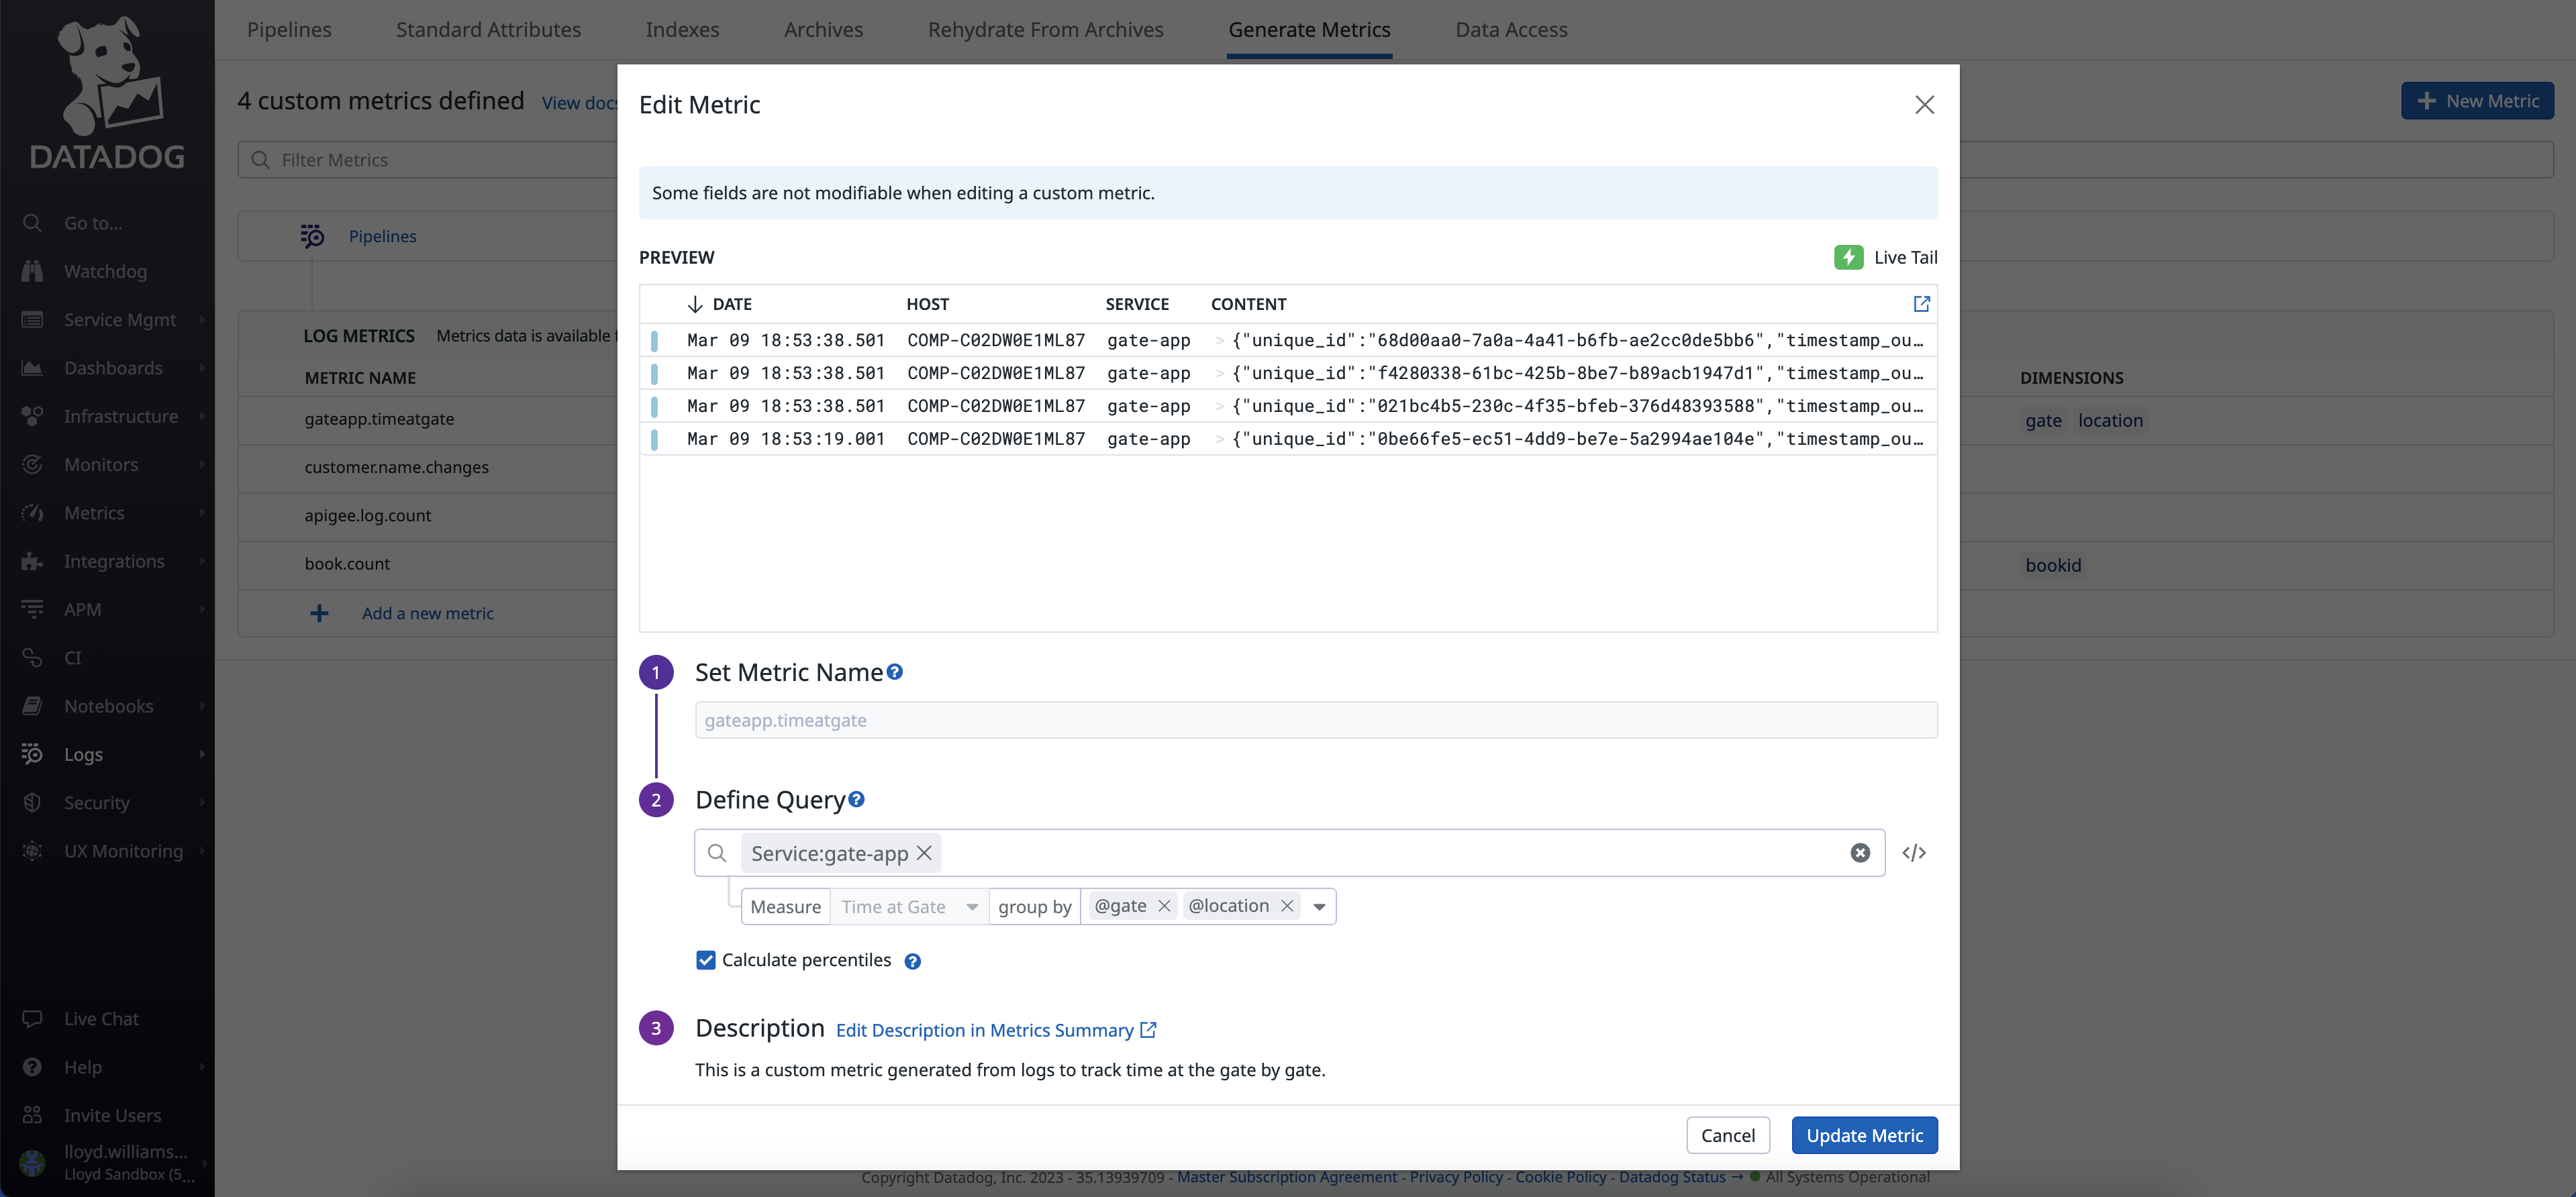 DATADOG
Go to...
Watchdog
Service Mgmt
Dashboards
Infrastructure
Monitors
Metrics
Integrations
APM
CI
Notebooks
Logs
Security
UX Monitoring
Live Chat
Help
Invite Users
lloyd.williams...
Lloyd Sandbox (5...
Pipelines Standard Attributes Indexes Archives Rehydrate From Archives Generate Metrics Data Access
4 custom metrics defined View docs
New Metric
Filter Metrics
Pipelines
LOG METRICS Metrics data is available
METRIC NAME DIMENSIONS
gateapp.timeatgate gate location
customer.name.changes
apigee.log.count
book.count bookid
Add a new metric
Edit Metric
Some fields are not modifiable when editing a custom metric.
PREVIEW Live Tail
DATE HOST SERVICE CONTENT
Mar 09 18:53:38.501 COMP-C02DW0E1ML87 gate-app > {"unique_id":"68d00aa0-7a0a-4a41-b6fb-ae2cc0de5bb6","timestamp_ou…
Mar 09 18:53:38.501 COMP-C02DW0E1ML87 gate-app > {"unique_id":"f4280338-61bc-425b-8be7-b89acb1947d1","timestamp_ou…
Mar 09 18:53:38.501 COMP-C02DW0E1ML87 gate-app > {"unique_id":"021bc4b5-230c-4f35-bfeb-376d48393588","timestamp_ou…
Mar 09 18:53:19.001 COMP-C02DW0E1ML87 gate-app > {"unique_id":"0be66fe5-ec51-4dd9-be7e-5a2994ae104e","timestamp_ou…
1 Set Metric Name ?
gateapp.timeatgate
2 Define Query ?
Service:gate-app </>
Measure Time at Gate group by @gate @location
Calculate percentiles ?
3 Description Edit Description in Metrics Summary
This is a custom metric generated from logs to track time at the gate by gate.
Cancel Update Metric
Copyright Datadog, Inc. 2023 - 35.13939709 - Master Subscription Agreement - Privacy Policy - Cookie Policy - Datadog Status → All Systems Operational